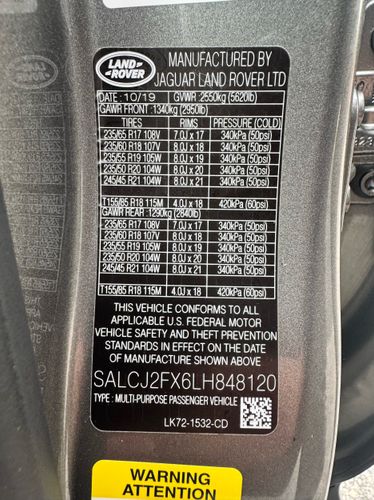 LAND ROVER
MANUFACTURED BY
JAGUAR LAND ROVER LTD
DATE : 10/19 GVWR : 2550kg (5620lb)
GAWR FRONT : 1340kg (2950lb)
TIRES RIMS PRESSURE (COLD)
235/65 R17 108V 7.0J x 17 340kPa (50psi)
235/60 R18 107V 8.0J x 18 340kPa (50psi)
235/55 R19 105W 8.0J x 19 340kPa (50psi)
235/50 R20 104W 8.0J x 20 340kPa (50psi)
245/45 R21 104W 8.0J x 21 340kPa (50psi)
T155/85 R18 115M 4.0J x 18 420kPa (60psi)
GAWR REAR : 1290kg (2840lb)
235/65 R17 108V 7.0J x 17 340kPa (50psi)
235/60 R18 107V 8.0J x 18 340kPa (50psi)
235/55 R19 105W 8.0J x 19 340kPa (50psi)
235/50 R20 104W 8.0J x 20 340kPa (50psi)
245/45 R21 104W 8.0J x 21 340kPa (50psi)
T155/85 R18 115M 4.0J x 18 420kPa (60psi)
THIS VEHICLE CONFORMS TO ALL
APPLICABLE U.S. FEDERAL MOTOR
VEHICLE SAFETY AND THEFT PREVENTION
STANDARDS IN EFFECT ON THE DATE
OF MANUFACTURE SHOWN ABOVE
SALCJ2FX6LH848120
TYPE : MULTI-PURPOSE PASSENGER VEHICLE
LK72-1532-CD
WARNING
ATTENTION